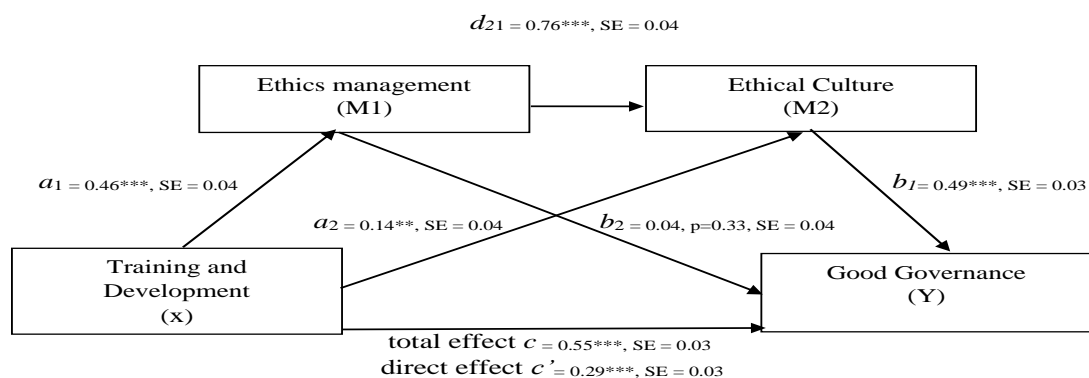 d21 = 0.76***, SE = 0.04
Ethics management
(M1)
Ethical Culture
(M2)
a1 = 0.46***, SE = 0.04
b1= 0.49***, SE = 0.03
a2 = 0.14**, SE = 0.04
b2 = 0.04, p=0.33, SE = 0.04
Training and
Development
(x)
Good Governance
(Y)
total effect c = 0.55***, SE = 0.03
direct effect c’= 0.29***, SE = 0.03